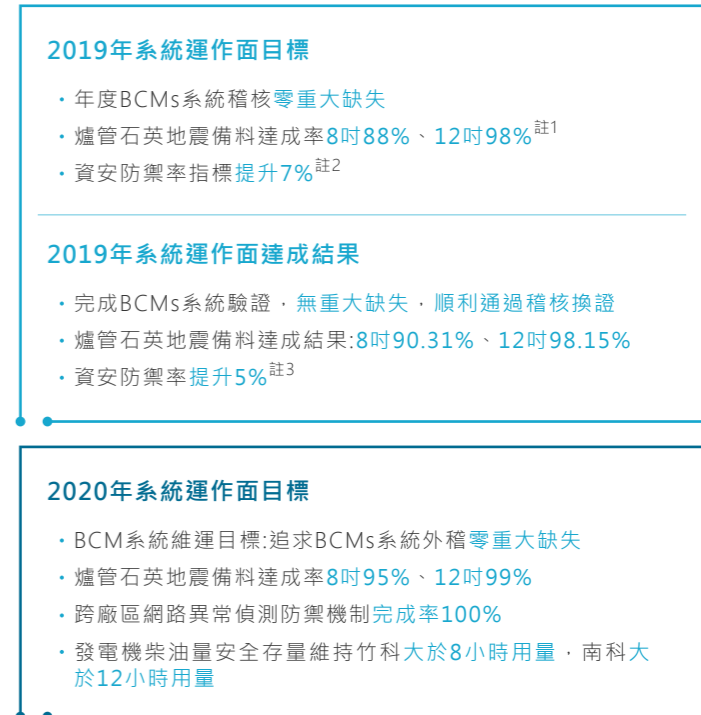 2019年系統運作面目標
・年度BCMs系統稽核零重大缺失
・爐管石英地震備料達成率8吋88%、12吋98%註1
・資安防禦率指標提升7%註2
2019年系統運作面達成結果
・完成BCMs系統驗證，無重大缺失，順利通過稽核換證
・爐管石英地震備料達成結果:8吋90.31%、12吋98.15%
・資安防禦率提升5%註3
2020年系統運作面目標
・BCM系統維運目標:追求BCMs系統外稽零重大缺失
・爐管石英地震備料達成率8吋95%、12吋99%
・跨廠區網路異常偵測防禦機制完成率100%
・發電機柴油量安全存量維持竹科大於8小時用量，南科大
於12小時用量